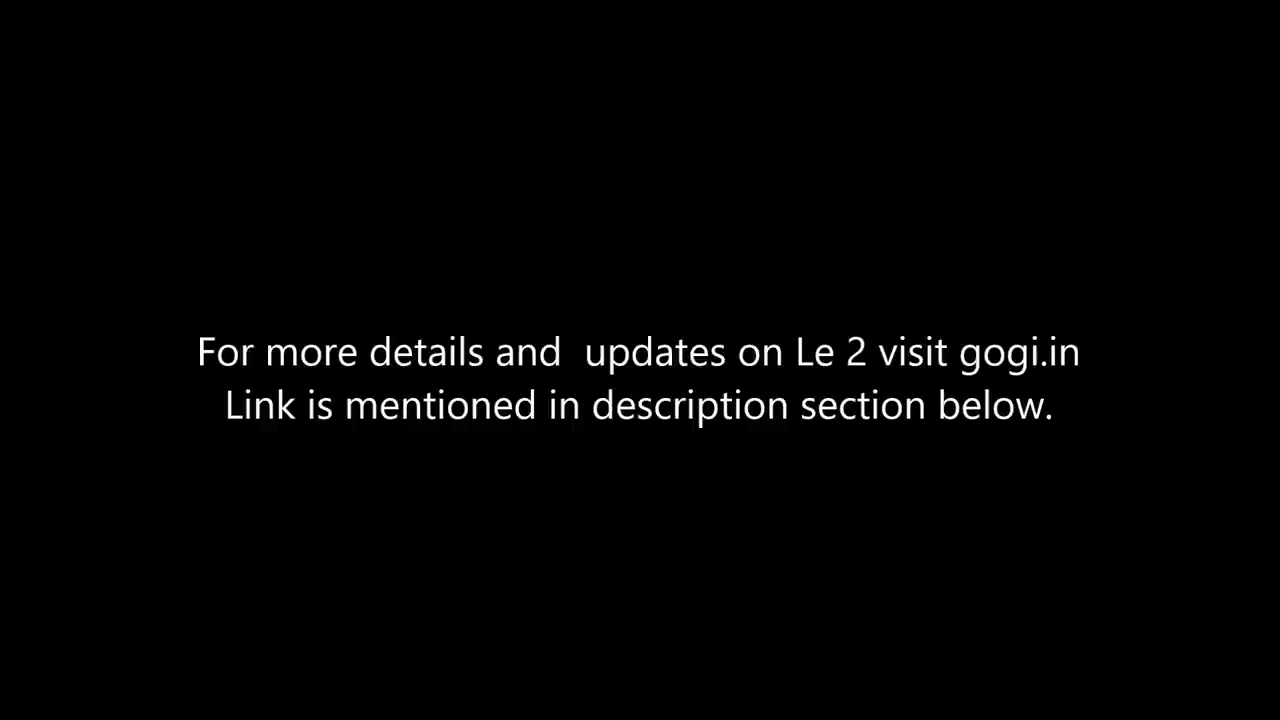 For more details and  updates on Le 2 visit gogi.in
Link is mentioned in description section below.